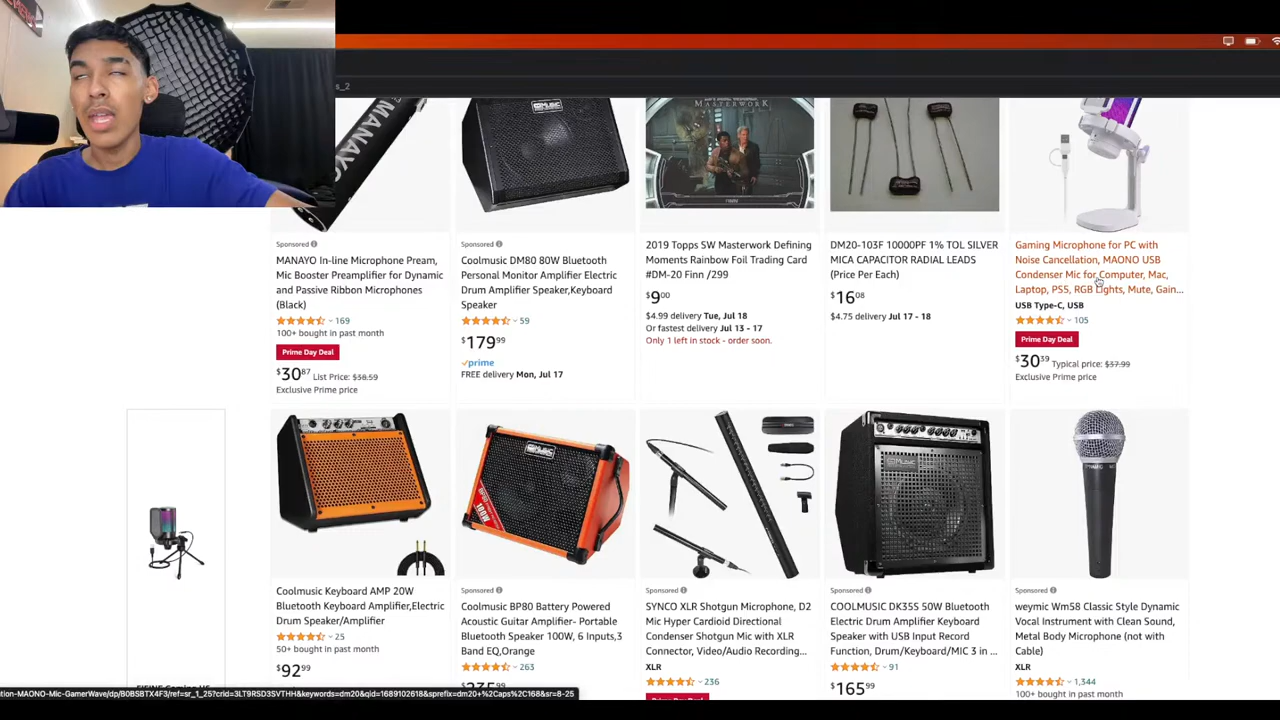 s_2
MANAYO
MUSIC
MASTERWORK
FINN
Sponsored
MANAYO In-line Microphone Pream,
Mic Booster Preamplifier for Dynamic
and Passive Ribbon Microphones
(Black)
169
100+ bought in past month
Prime Day Deal
$30 87 List Price: $38.59
Exclusive Prime price
Sponsored
Coolmusic DM80 80W Bluetooth
Personal Monitor Amplifier Electric
Drum Amplifier Speaker,Keyboard
Speaker
59
$179 99
prime
FREE delivery Mon, Jul 17
2019 Topps SW Masterwork Defining
Moments Rainbow Foil Trading Card
#DM-20 Finn /299
$9 00
$4.99 delivery Tue, Jul 18
Or fastest delivery Jul 13 - 17
Only 1 left in stock - order soon.
DM20-103F 10000PF 1% TOL SILVER
MICA CAPACITOR RADIAL LEADS
(Price Per Each)
$16 08
$4.75 delivery Jul 17 - 18
Gaming Microphone for PC with
Noise Cancellation, MAONO USB
Condenser Mic for Computer, Mac,
Laptop, PS5, RGB Lights, Mute, Gain...
USB Type-C, USB
105
Prime Day Deal
$30 39 Typical price: $37.99
Exclusive Prime price
MUSIC
100W
Coolmusic Keyboard AMP 20W
Bluetooth Keyboard Amplifier,Electric
Drum Speaker/Amplifier
25
50+ bought in past month
$92 99
Sponsored
Coolmusic BP80 Battery Powered
Acoustic Guitar Amplifier- Portable
Bluetooth Speaker 100W, 6 Inputs,3
Band EQ,Orange
263
Sponsored
SYNCO XLR Shotgun Microphone, D2
Mic Hyper Cardioid Directional
Condenser Shotgun Mic with XLR
Connector, Video/Audio Recording...
XLR
236
Sponsored
COOLMUSIC DK35S 50W Bluetooth
Electric Drum Amplifier Keyboard
Speaker with USB Input Record
Function, Drum/Keyboard/MIC 3 in ...
91
$165 99
Sponsored
weymic Wm58 Classic Style Dynamic
Vocal Instrument with Clean Sound,
Metal Body Microphone (not with
Cable)
XLR
1,344
100+ bought in past month